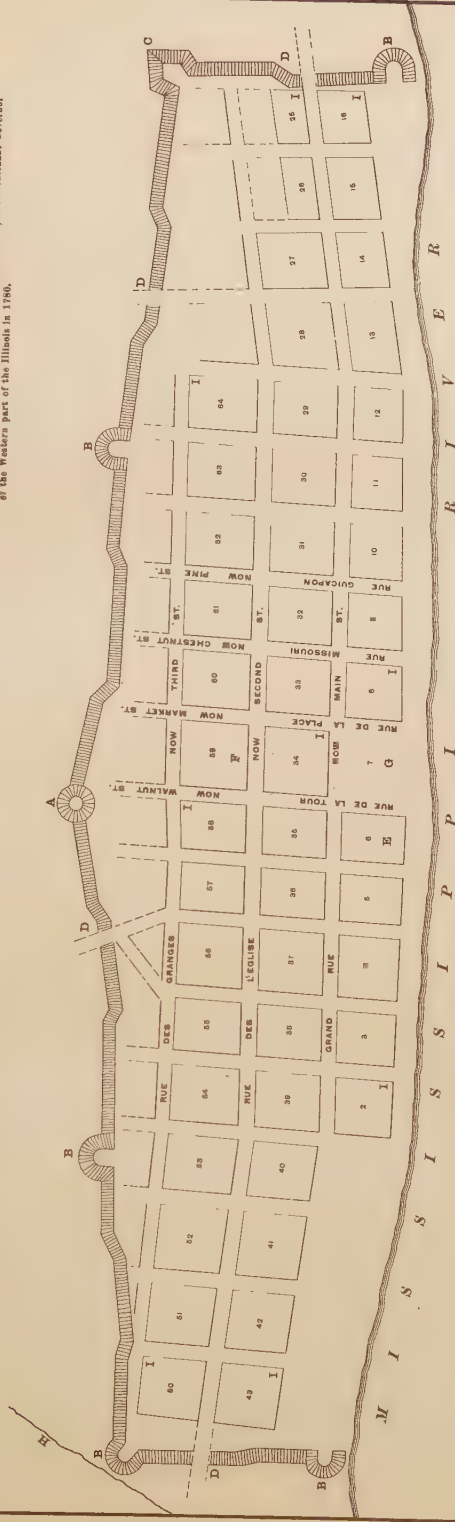 of the Western part of the Illinois in 1780.
H
B
B
D
A
B
D
C
D
B
D
B
50 I
51
52
53
54
55
56
57
58 I
59
F
60
61
62
63
64 I
RUE DES GRANGES
NOW THIRD ST.
43 I
42
41
40
39
38
37
36
35
34 I
33
32
31
30
29
28
27
26
25 I
RUE DES L'EGLISE
NOW SECOND ST.
2 I
3
5
6
E
7
G
I
10
11
12
13
14
15
16 I
GRAND RUE
NOW MAIN ST.
RUE DE LA TOUR
NOW WALNUT ST.
RUE DE LA PLACE
NOW MARKET ST.
RUE MISSOURI
NOW CHESTNUT ST.
RUE GUICAPON
NOW PINE ST.
D
B
MISSISSIPPI RIVER